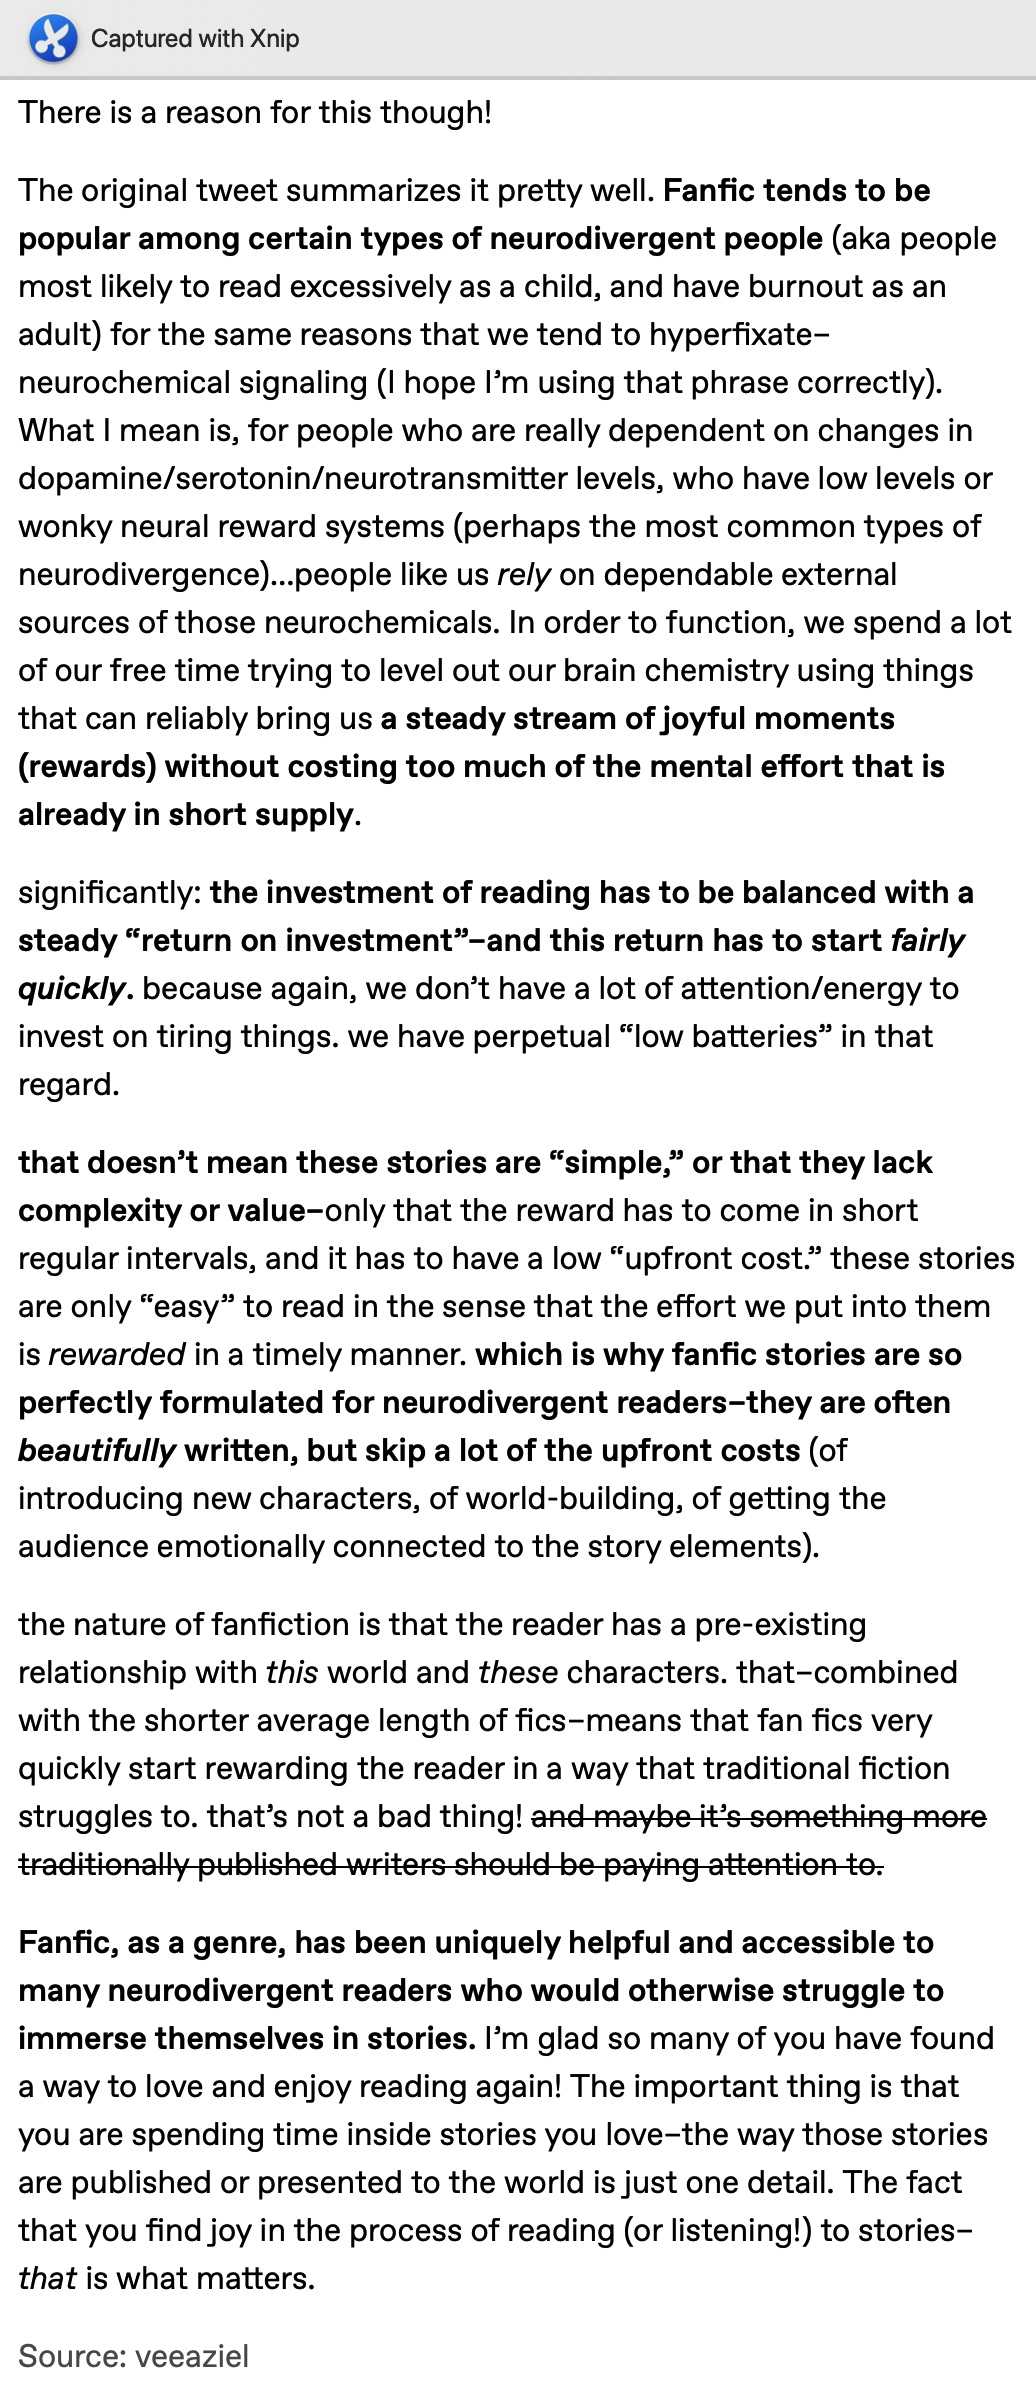 Captured with Xnip
There is a reason for this though!
The original tweet summarizes it pretty well. Fanfic tends to be
popular among certain types of neurodivergent people (aka people
most likely to read excessively as a child, and have burnout as an
adult) for the same reasons that we tend to hyperfixate–
neurochemical signaling (I hope I’m using that phrase correctly).
What I mean is, for people who are really dependent on changes in
dopamine/serotonin/neurotransmitter levels, who have low levels or
wonky neural reward systems (perhaps the most common types of
neurodivergence)...people like us rely on dependable external
sources of those neurochemicals. In order to function, we spend a lot
of our free time trying to level out our brain chemistry using things
that can reliably bring us a steady stream of joyful moments
(rewards) without costing too much of the mental effort that is
already in short supply.
significantly: the investment of reading has to be balanced with a
steady “return on investment”–and this return has to start fairly
quickly. because again, we don’t have a lot of attention/energy to
invest on tiring things. we have perpetual “low batteries” in that
regard.
that doesn’t mean these stories are “simple,” or that they lack
complexity or value–only that the reward has to come in short
regular intervals, and it has to have a low “upfront cost.” these stories
are only “easy” to read in the sense that the effort we put into them
is rewarded in a timely manner. which is why fanfic stories are so
perfectly formulated for neurodivergent readers–they are often
beautifully written, but skip a lot of the upfront costs (of
introducing new characters, of world-building, of getting the
audience emotionally connected to the story elements).
the nature of fanfiction is that the reader has a pre-existing
relationship with this world and these characters. that–combined
with the shorter average length of fics–means that fan fics very
quickly start rewarding the reader in a way that traditional fiction
struggles to. that’s not a bad thing! and maybe it’s something more
traditionally published writers should be paying attention to.
Fanfic, as a genre, has been uniquely helpful and accessible to
many neurodivergent readers who would otherwise struggle to
immerse themselves in stories. I’m glad so many of you have found
a way to love and enjoy reading again! The important thing is that
you are spending time inside stories you love–the way those stories
are published or presented to the world is just one detail. The fact
that you find joy in the process of reading (or listening!) to stories–
that is what matters.
Source: veeaziel